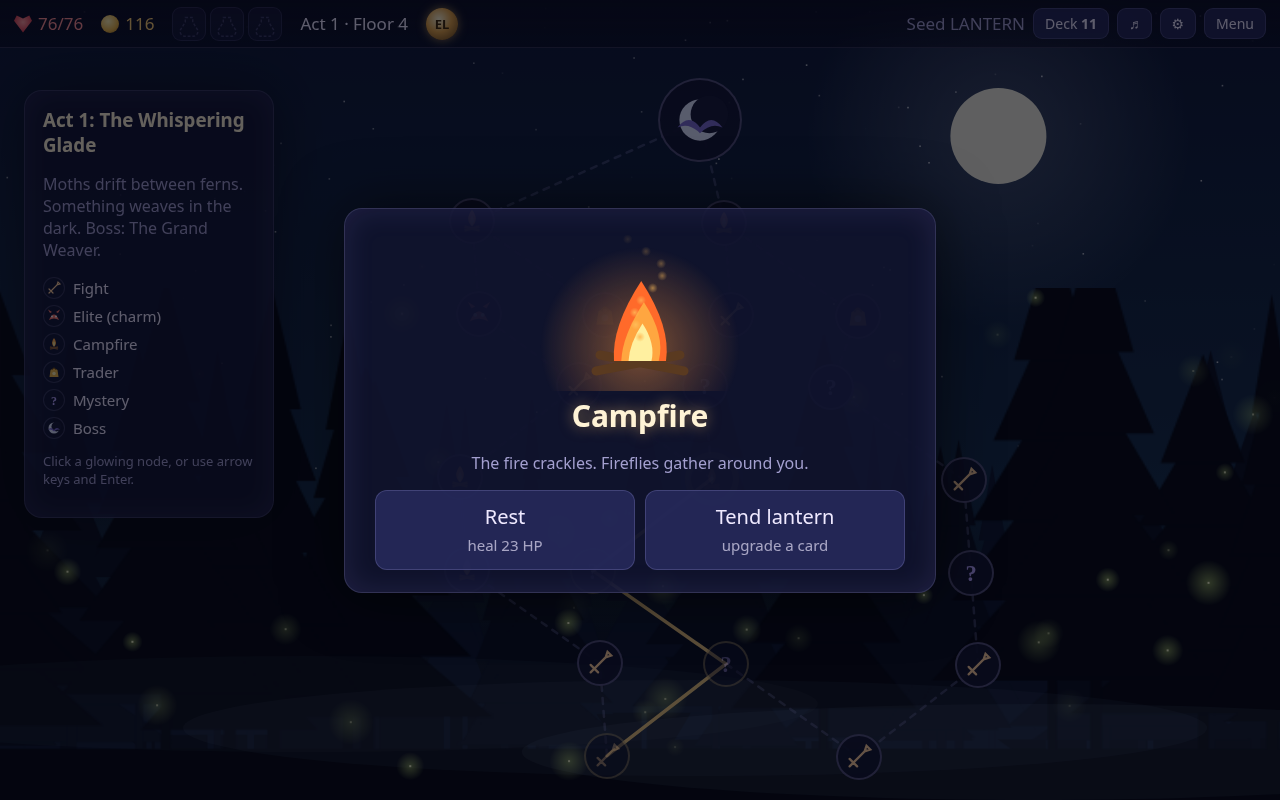 76/76 116 Act 1 · Floor 4 EL Seed LANTERN Deck 11 ♬ ⚙ Menu
Act 1: The Whispering
Glade
Moths drift between ferns.
Something weaves in the
dark. Boss: The Grand
Weaver.
Fight
Elite (charm)
Campfire
Trader
? Mystery
Boss
Click a glowing node, or use arrow
keys and Enter.
Campfire
The fire crackles. Fireflies gather around you.
Rest
heal 23 HP
Tend lantern
upgrade a card
?
?
?